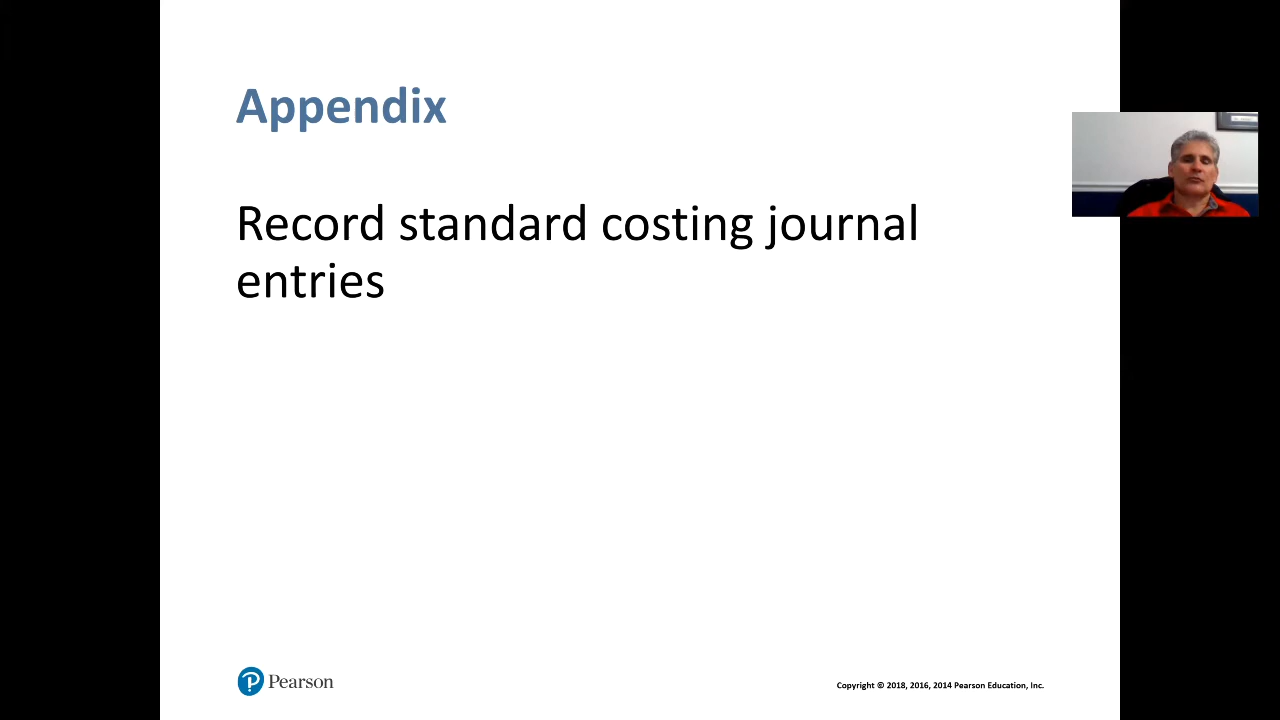 Appendix
Record standard costing journal
entries
Pearson
Copyright © 2018, 2016, 2014 Pearson Education, Inc.